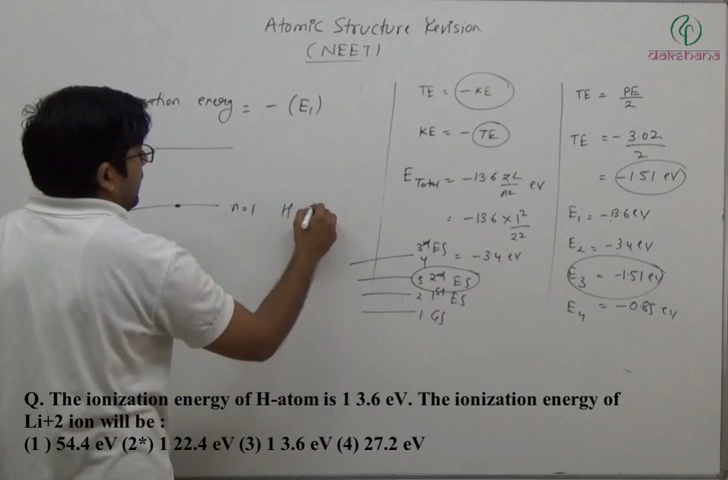 Atomic Structure Revision
(NEET)
dakshana
energy = - (E₁)
n=1 H
TE = -KE
KE = - TE
E Total = -13.6 Z²/n² eV
= -13.6 × 1²/2²
= -3.4 eV
3rd ES
4
3 2nd ES
2 1st ES
1 GS
TE = PE/2
TE = - 3.02/2
= -1.51 eV
E₁ = -13.6 eV
E₂ = -3.4 eV
E₃ = -1.51 eV
E₄ = -0.85 eV
Q. The ionization energy of H-atom is 1 3.6 eV. The ionization energy of
Li+2 ion will be :
(1 ) 54.4 eV (2*) 1 22.4 eV (3) 1 3.6 eV (4) 27.2 eV